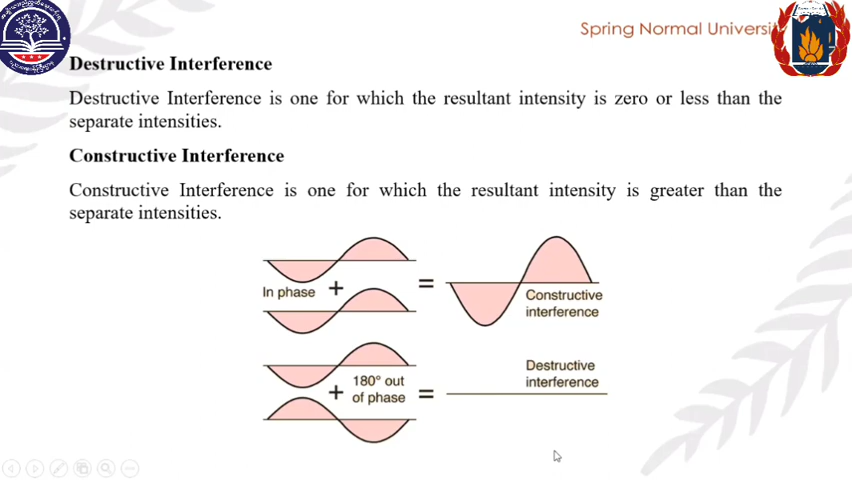 Spring Normal Universi
Destructive Interference
Destructive Interference is one for which the resultant intensity is zero or less than the
separate intensities.
Constructive Interference
Constructive Interference is one for which the resultant intensity is greater than the
separate intensities.
In phase + =
Constructive
interference
Destructive
interference
+ 180° out
of phase =